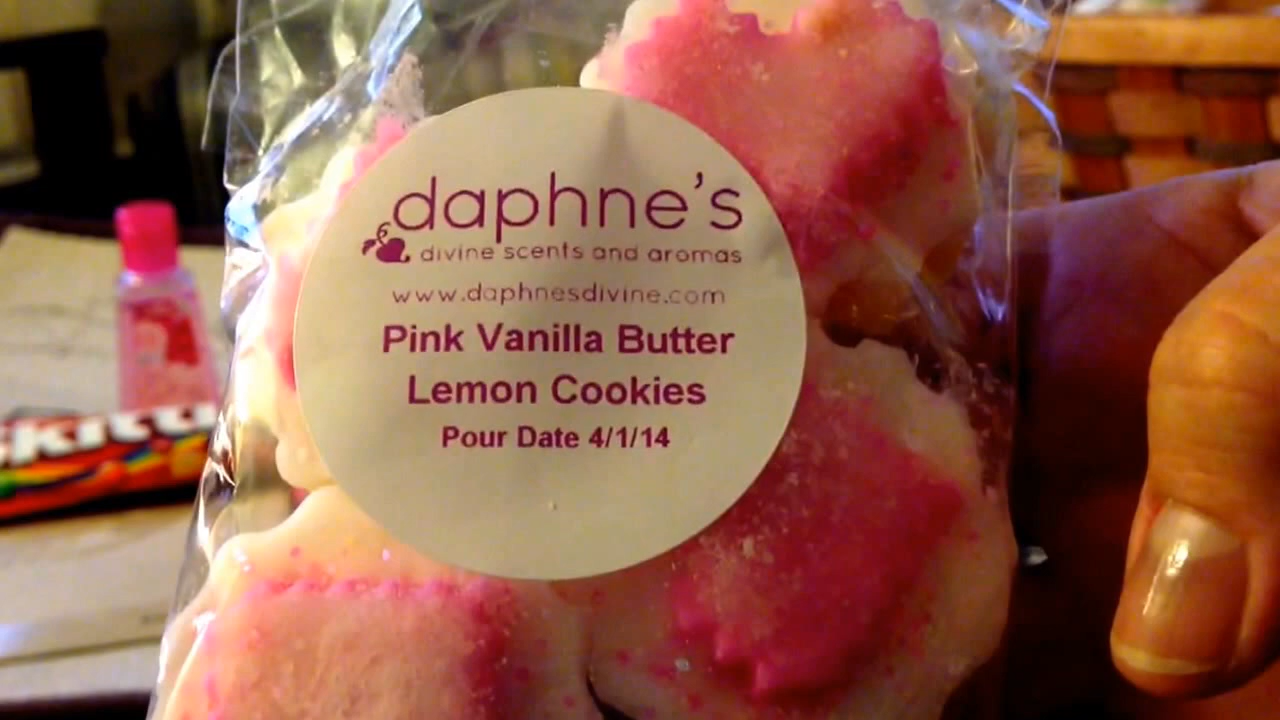 daphne's
divine scents and aromas
www.daphnesdivine.com
Pink Vanilla Butter
Lemon Cookies
Pour Date 4/1/14